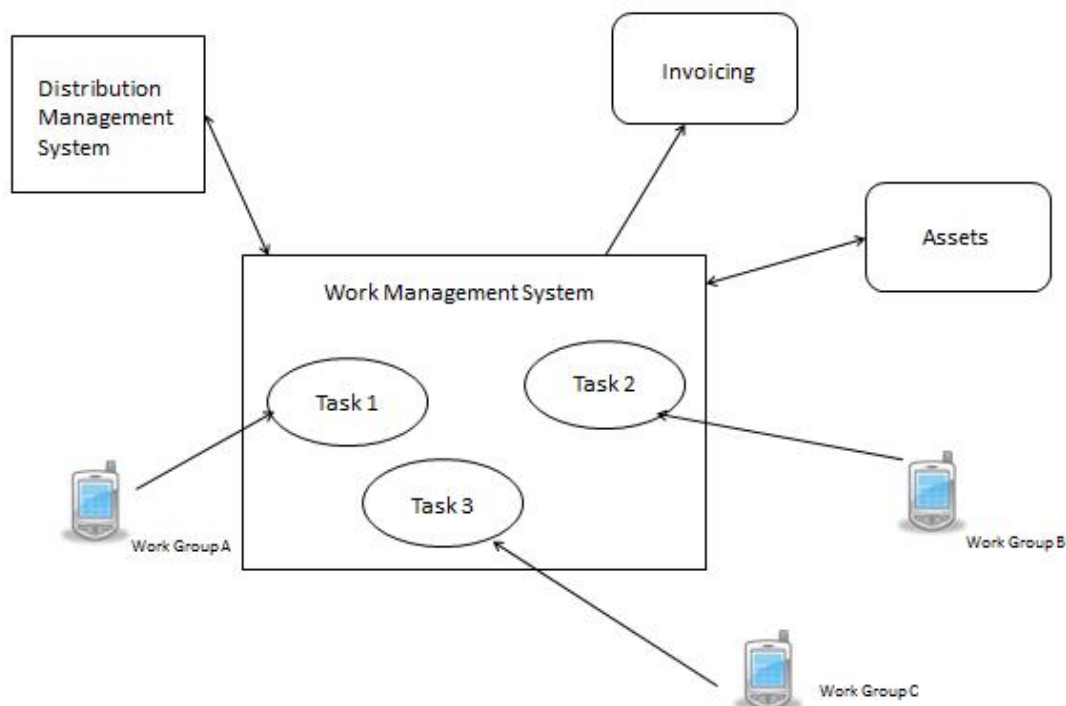 Distribution
Management
System
Invoicing
Assets
Work Management System
Task 1
Task 2
Task 3
Work Group A
Work Group B
Work Group C